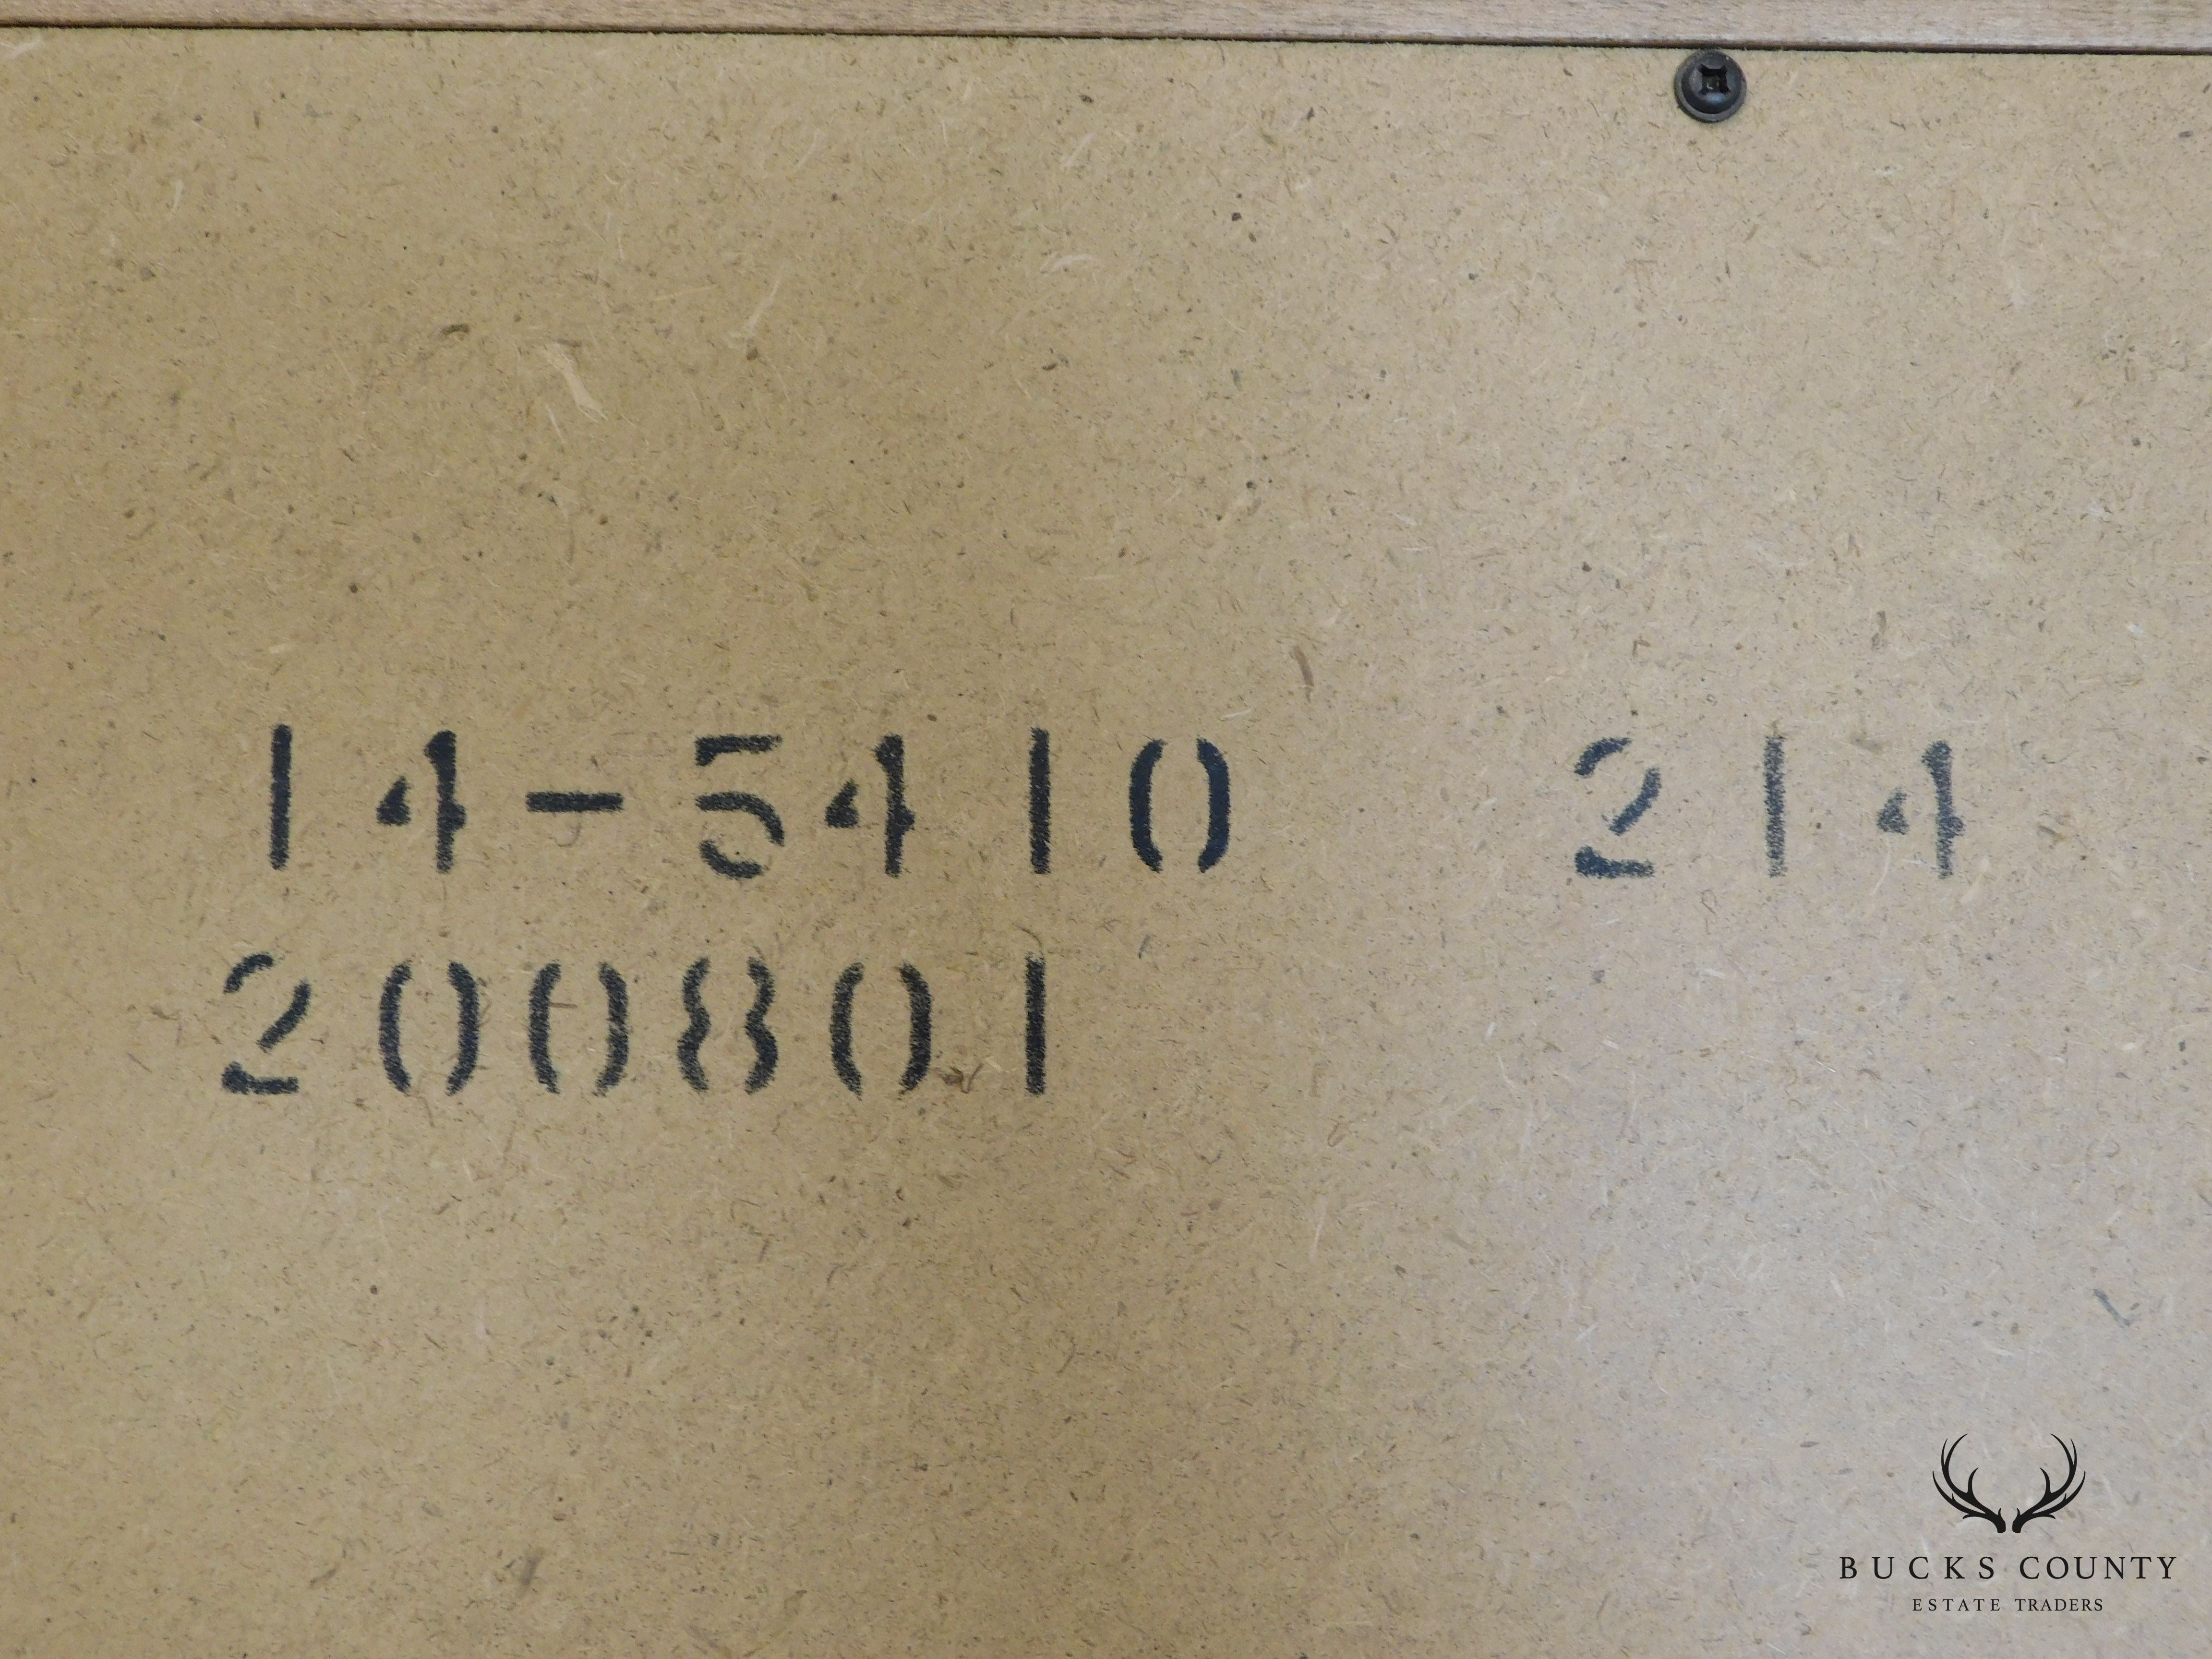 14-5410 214
200801
BUCKS COUNTY
ESTATE TRADERS